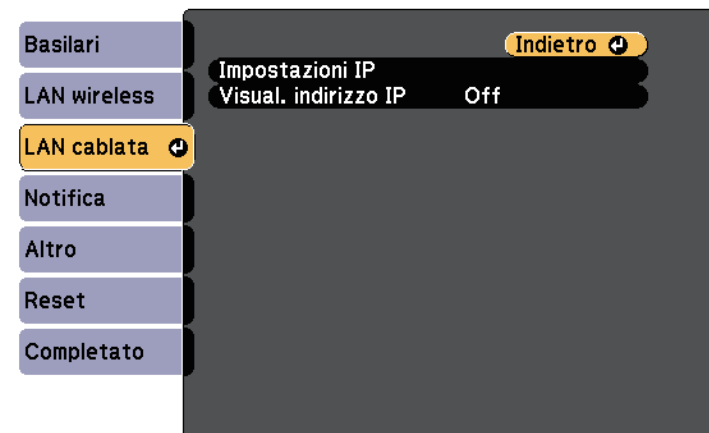 Basilari
LAN wireless
LAN cablata
Notifica
Altro
Reset
Completato
Indietro
Impostazioni IP
Visual. indirizzo IP Off